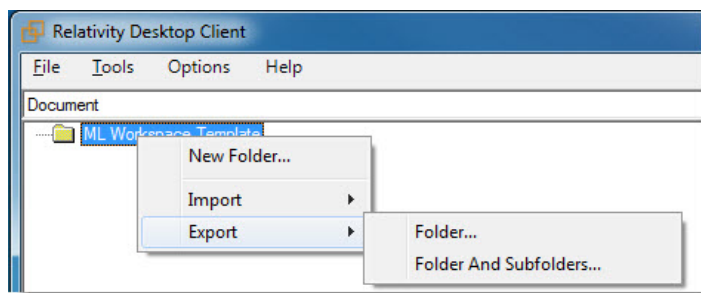 Relativity Desktop Client
File Tools Options Help
Document
ML Workspace Template
New Folder...
Import
Export
Folder...
Folder And Subfolders...